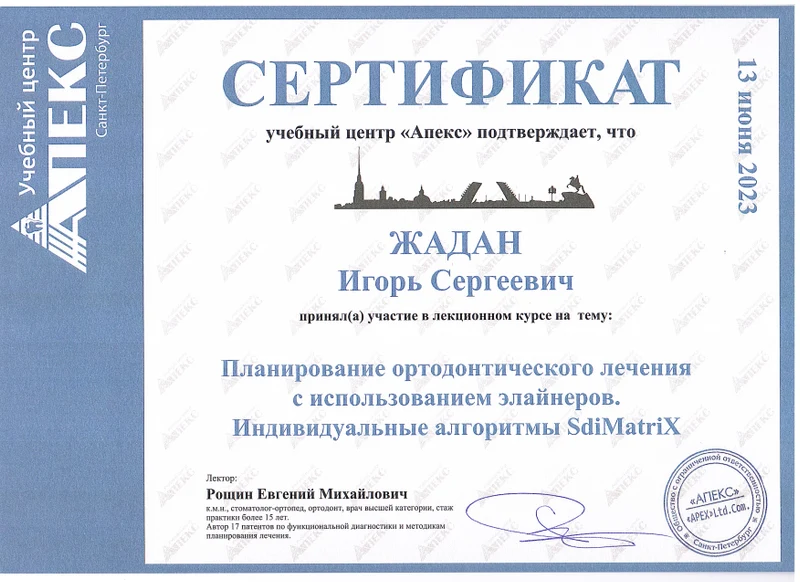 Учебный центр
АПЕКС
Санкт-Петербург
13 июня 2023
СЕРТИФИКАТ
учебный центр «Апекс» подтверждает, что
ЖАДАН
Игорь Сергеевич
принял(а) участие в лекционном курсе на тему:
Планирование ортодонтического лечения
с использованием элайнеров.
Индивидуальные алгоритмы SdiMatriX
Лектор:
Рощин Евгений Михайлович
к.м.н., стоматолог-ортопед, ортодонт, врач высшей категории, стаж
практики более 15 лет.
Автор 17 патентов по функциональной диагностики и методикам
планирования лечения.
Общество с ограниченной ответственностью
«АПЕКС»
«APEX»Ltd.Com.
Санкт-Петербург